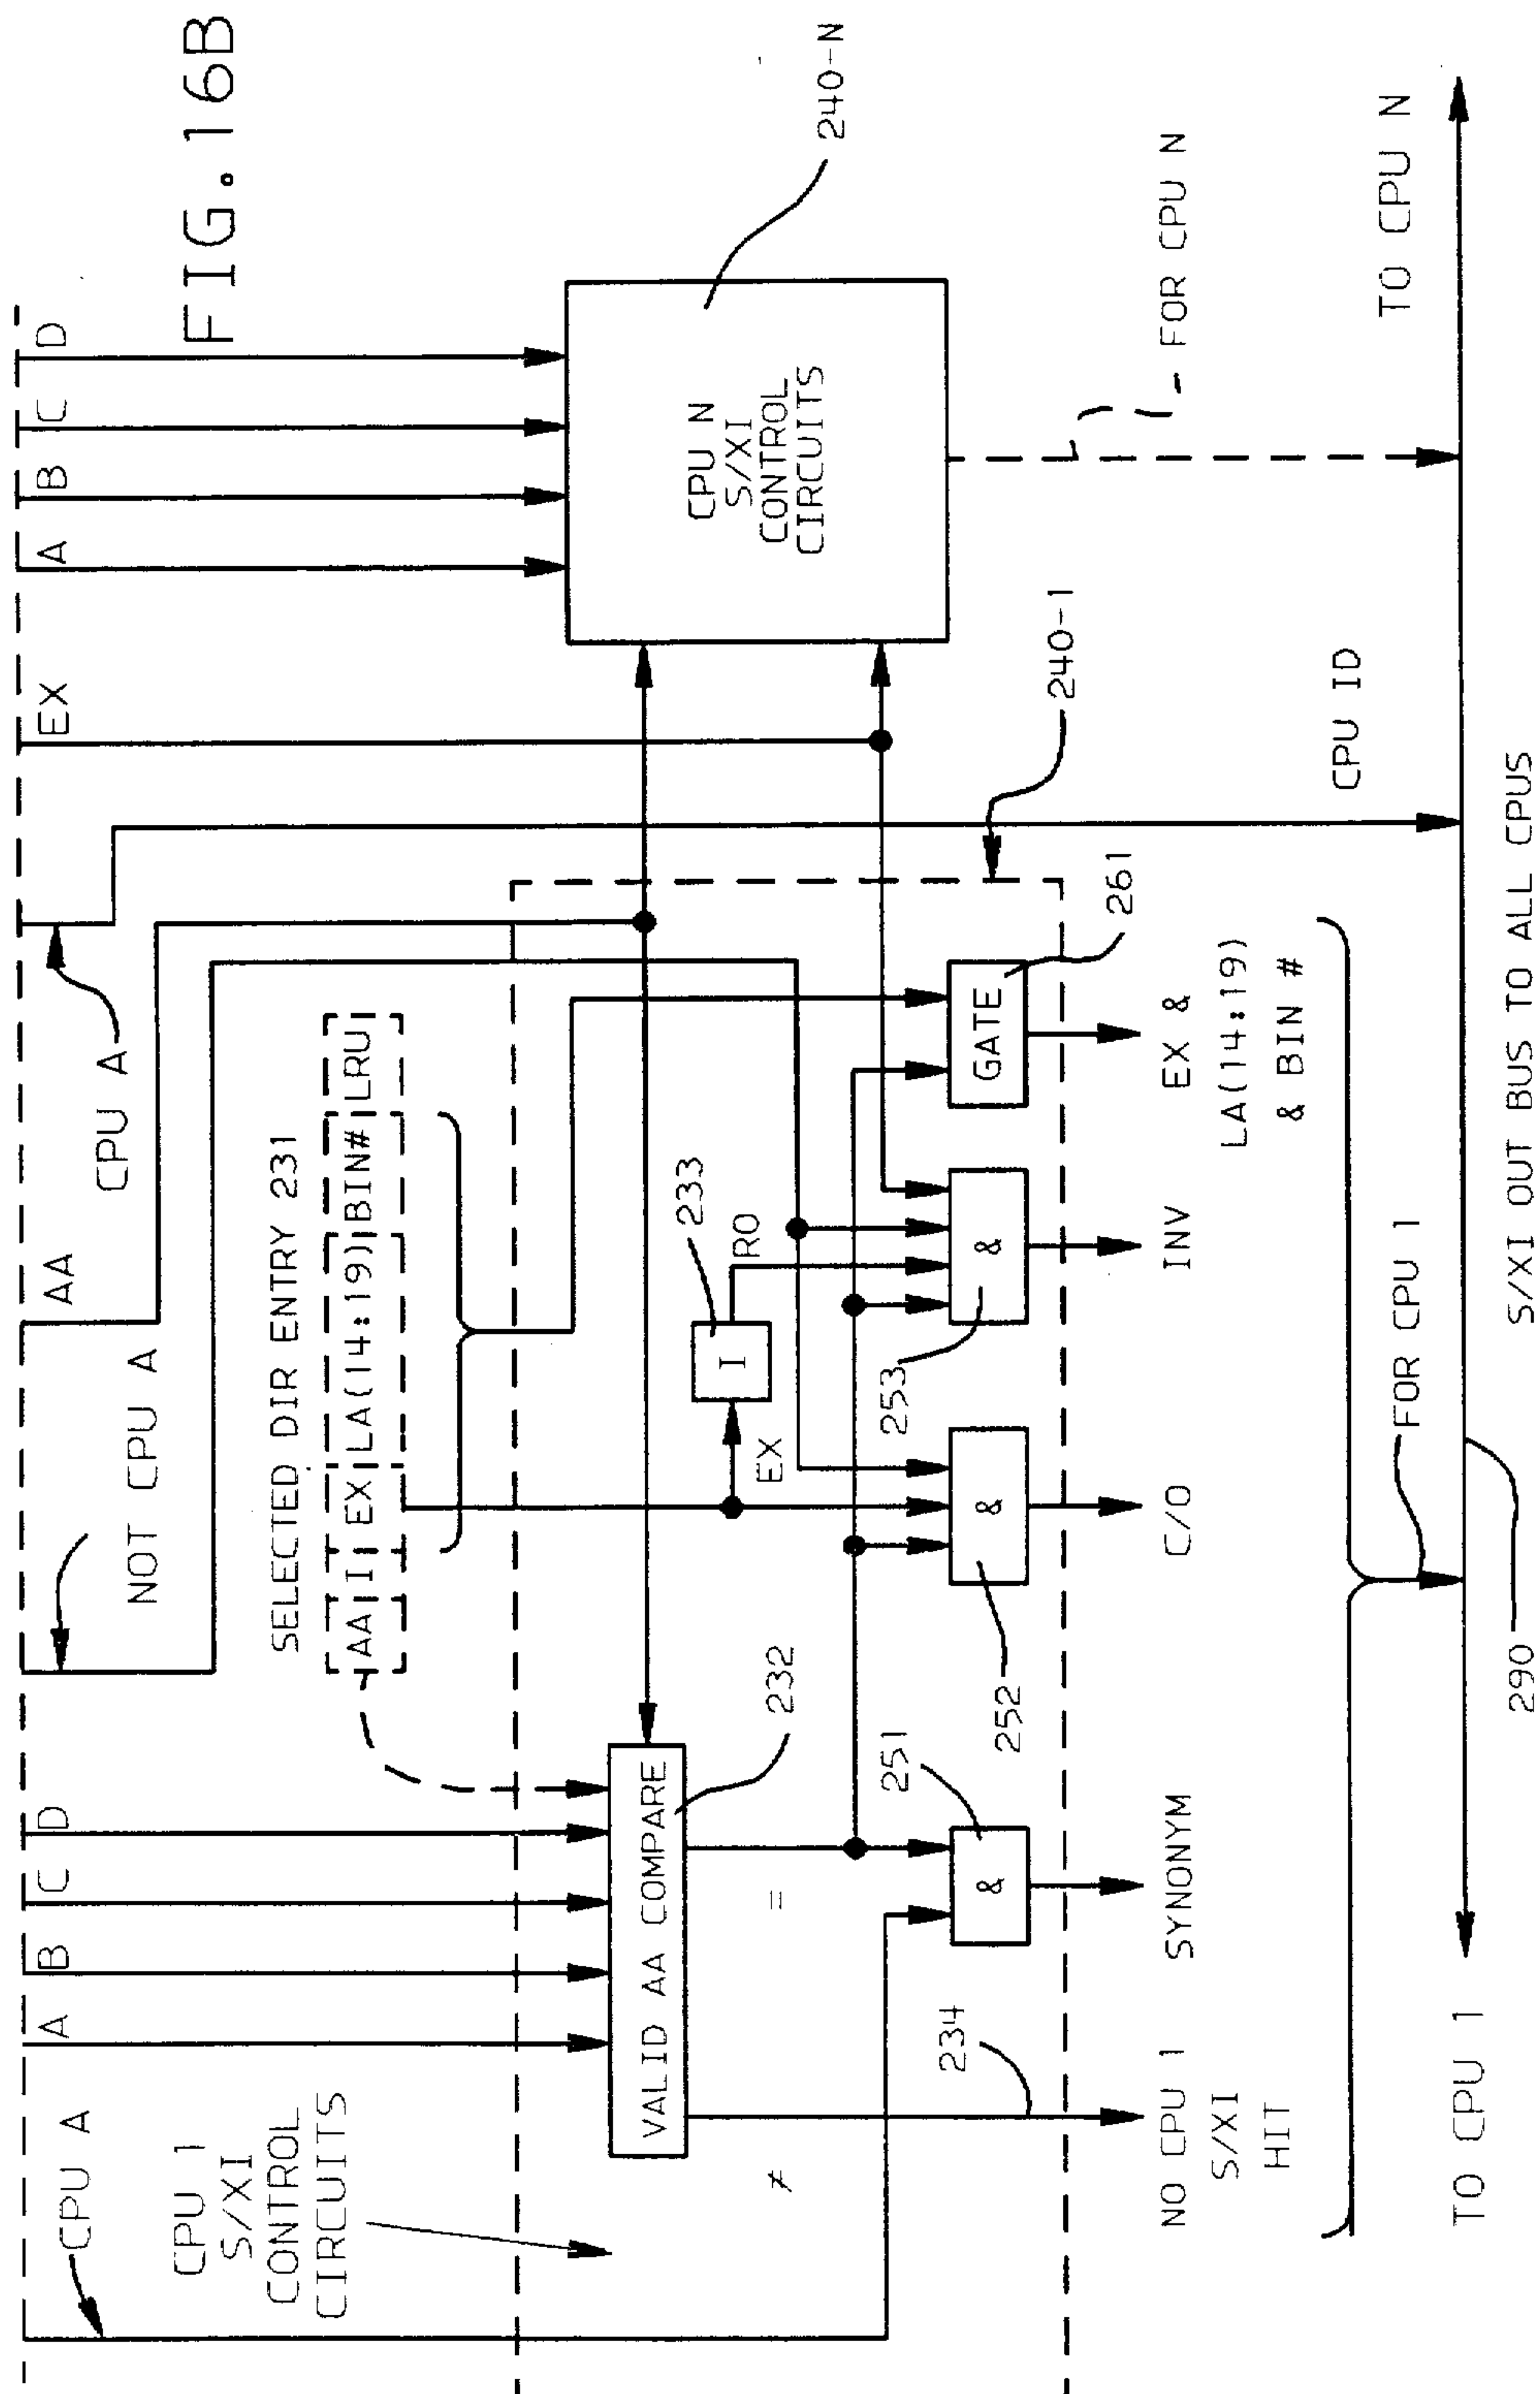 FIG. 16B
CPU A
A
B
C
D
NOT CPU A
AA
CPU A
EX
A
B
C
D
CPU 1
S/XI
CONTROL
CIRCUITS
SELECTED DIR ENTRY 231
AA I EX LA(14:19) BIN# LRU
VALID AA COMPARE
232
≠
=
EX
I
233
RO
CPU N
S/XI
CONTROL
CIRCUITS
240-N
234
251
&
252
&
253
&
GATE
261
240-1
NO CPU 1
S/XI
HIT
SYNONYM
C/O
INV
EX &
LA(14:19)
& BIN #
CPU ID
FOR CPU N
FOR CPU 1
TO CPU 1
TO CPU N
290
S/XI OUT BUS TO ALL CPUS